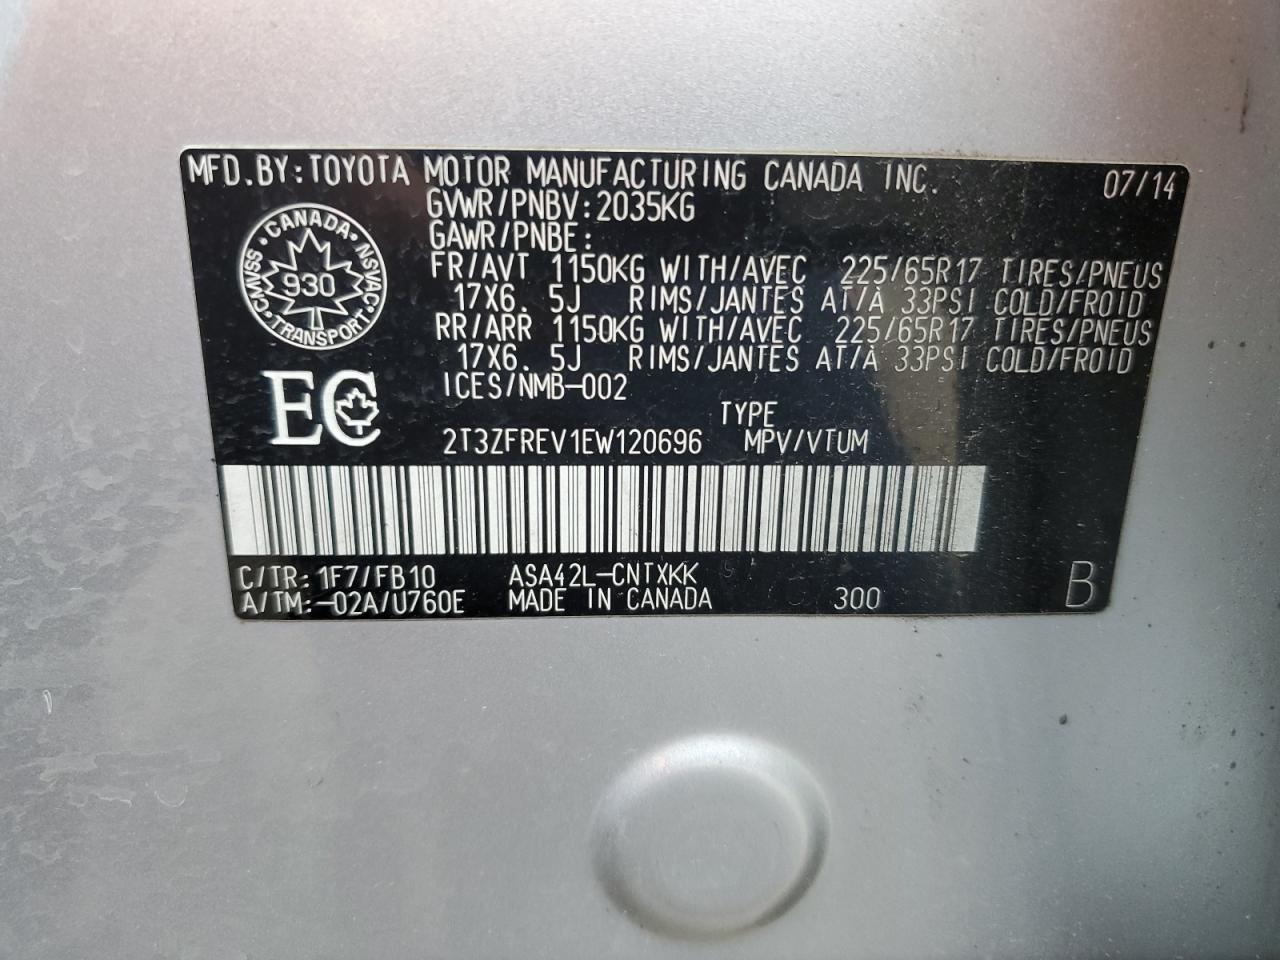 MFD.BY:TOYOTA MOTOR MANUFACTURING CANADA INC. 07/14
GVWR/PNBV:2035KG
GAWR/PNBE:
FR/AVT 1150KG WITH/AVEC 225/65R17 TIRES/PNEUS
17X6.5J RIMS/JANTES AT/À 33PSI COLD/FROID
RR/ARR 1150KG WITH/AVEC 225/65R17 TIRES/PNEUS
17X6.5J RIMS/JANTES AT/À 33PSI COLD/FROID
ICES/NMB-002
CANADA NSVAC TRANSPORT CMVSS
930
EC
TYPE
2T3ZFREV1EW120696 MPV/VTUM
C/TR: 1F7/FB10 ASA42L-CNTXKK
A/TM:-02A/U760E MADE IN CANADA 300 B